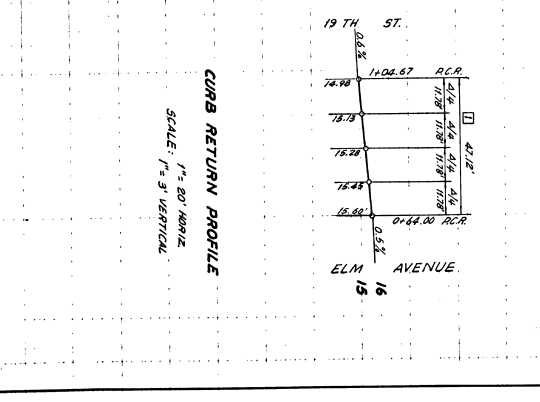 19 TH ST.
0.6%
1+04.67 P.C.R.
14.98
Δ/4
11.78'
15.13
Δ/4
11.78'
1
47.12'
15.28
Δ/4
11.78'
15.45
Δ/4
11.78'
15.60'
0+64.00 P.C.R.
0.5%
ELM AVENUE
15 16
CURB RETURN PROFILE
SCALE: 1"= 20' HORIZ
1"= 3' VERTICAL